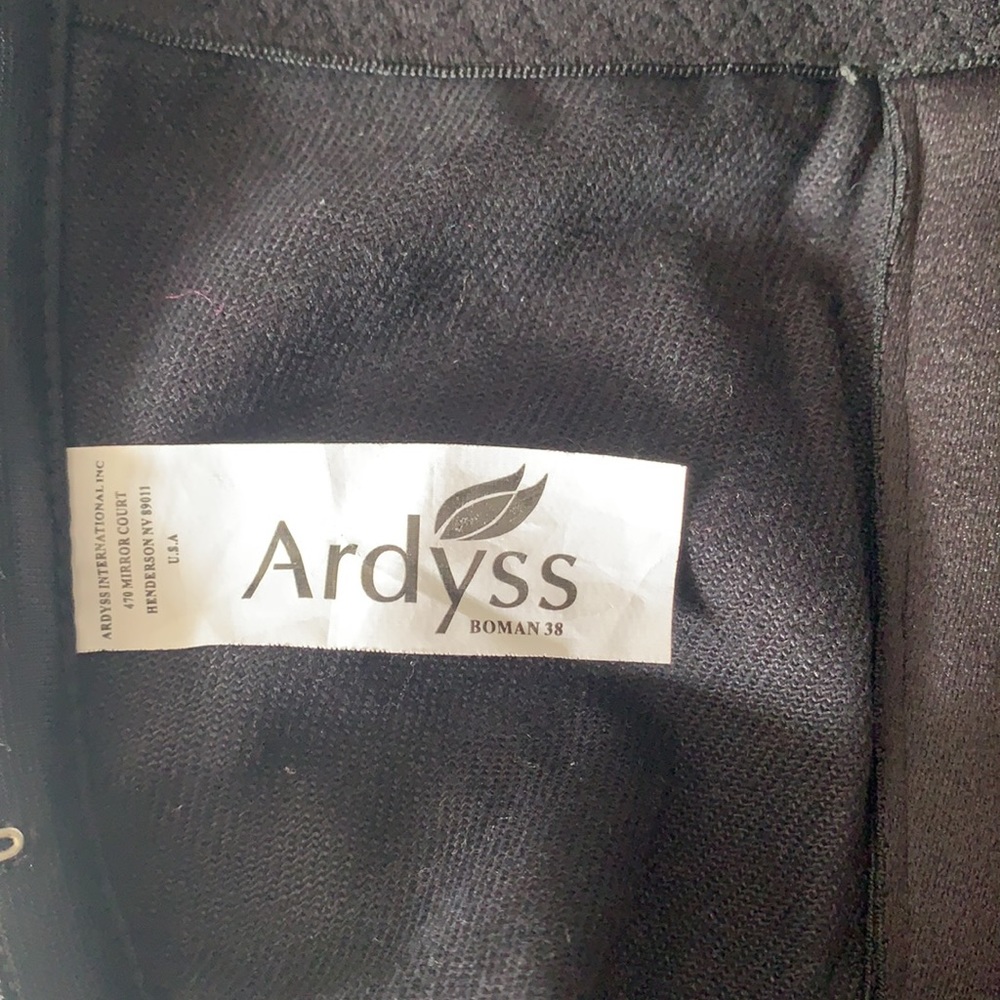 ARDYSS INTERNATIONAL INC
470 MIRROR COURT
HENDERSON NV 89011
U.S.A
Ardyss
BOMAN 38